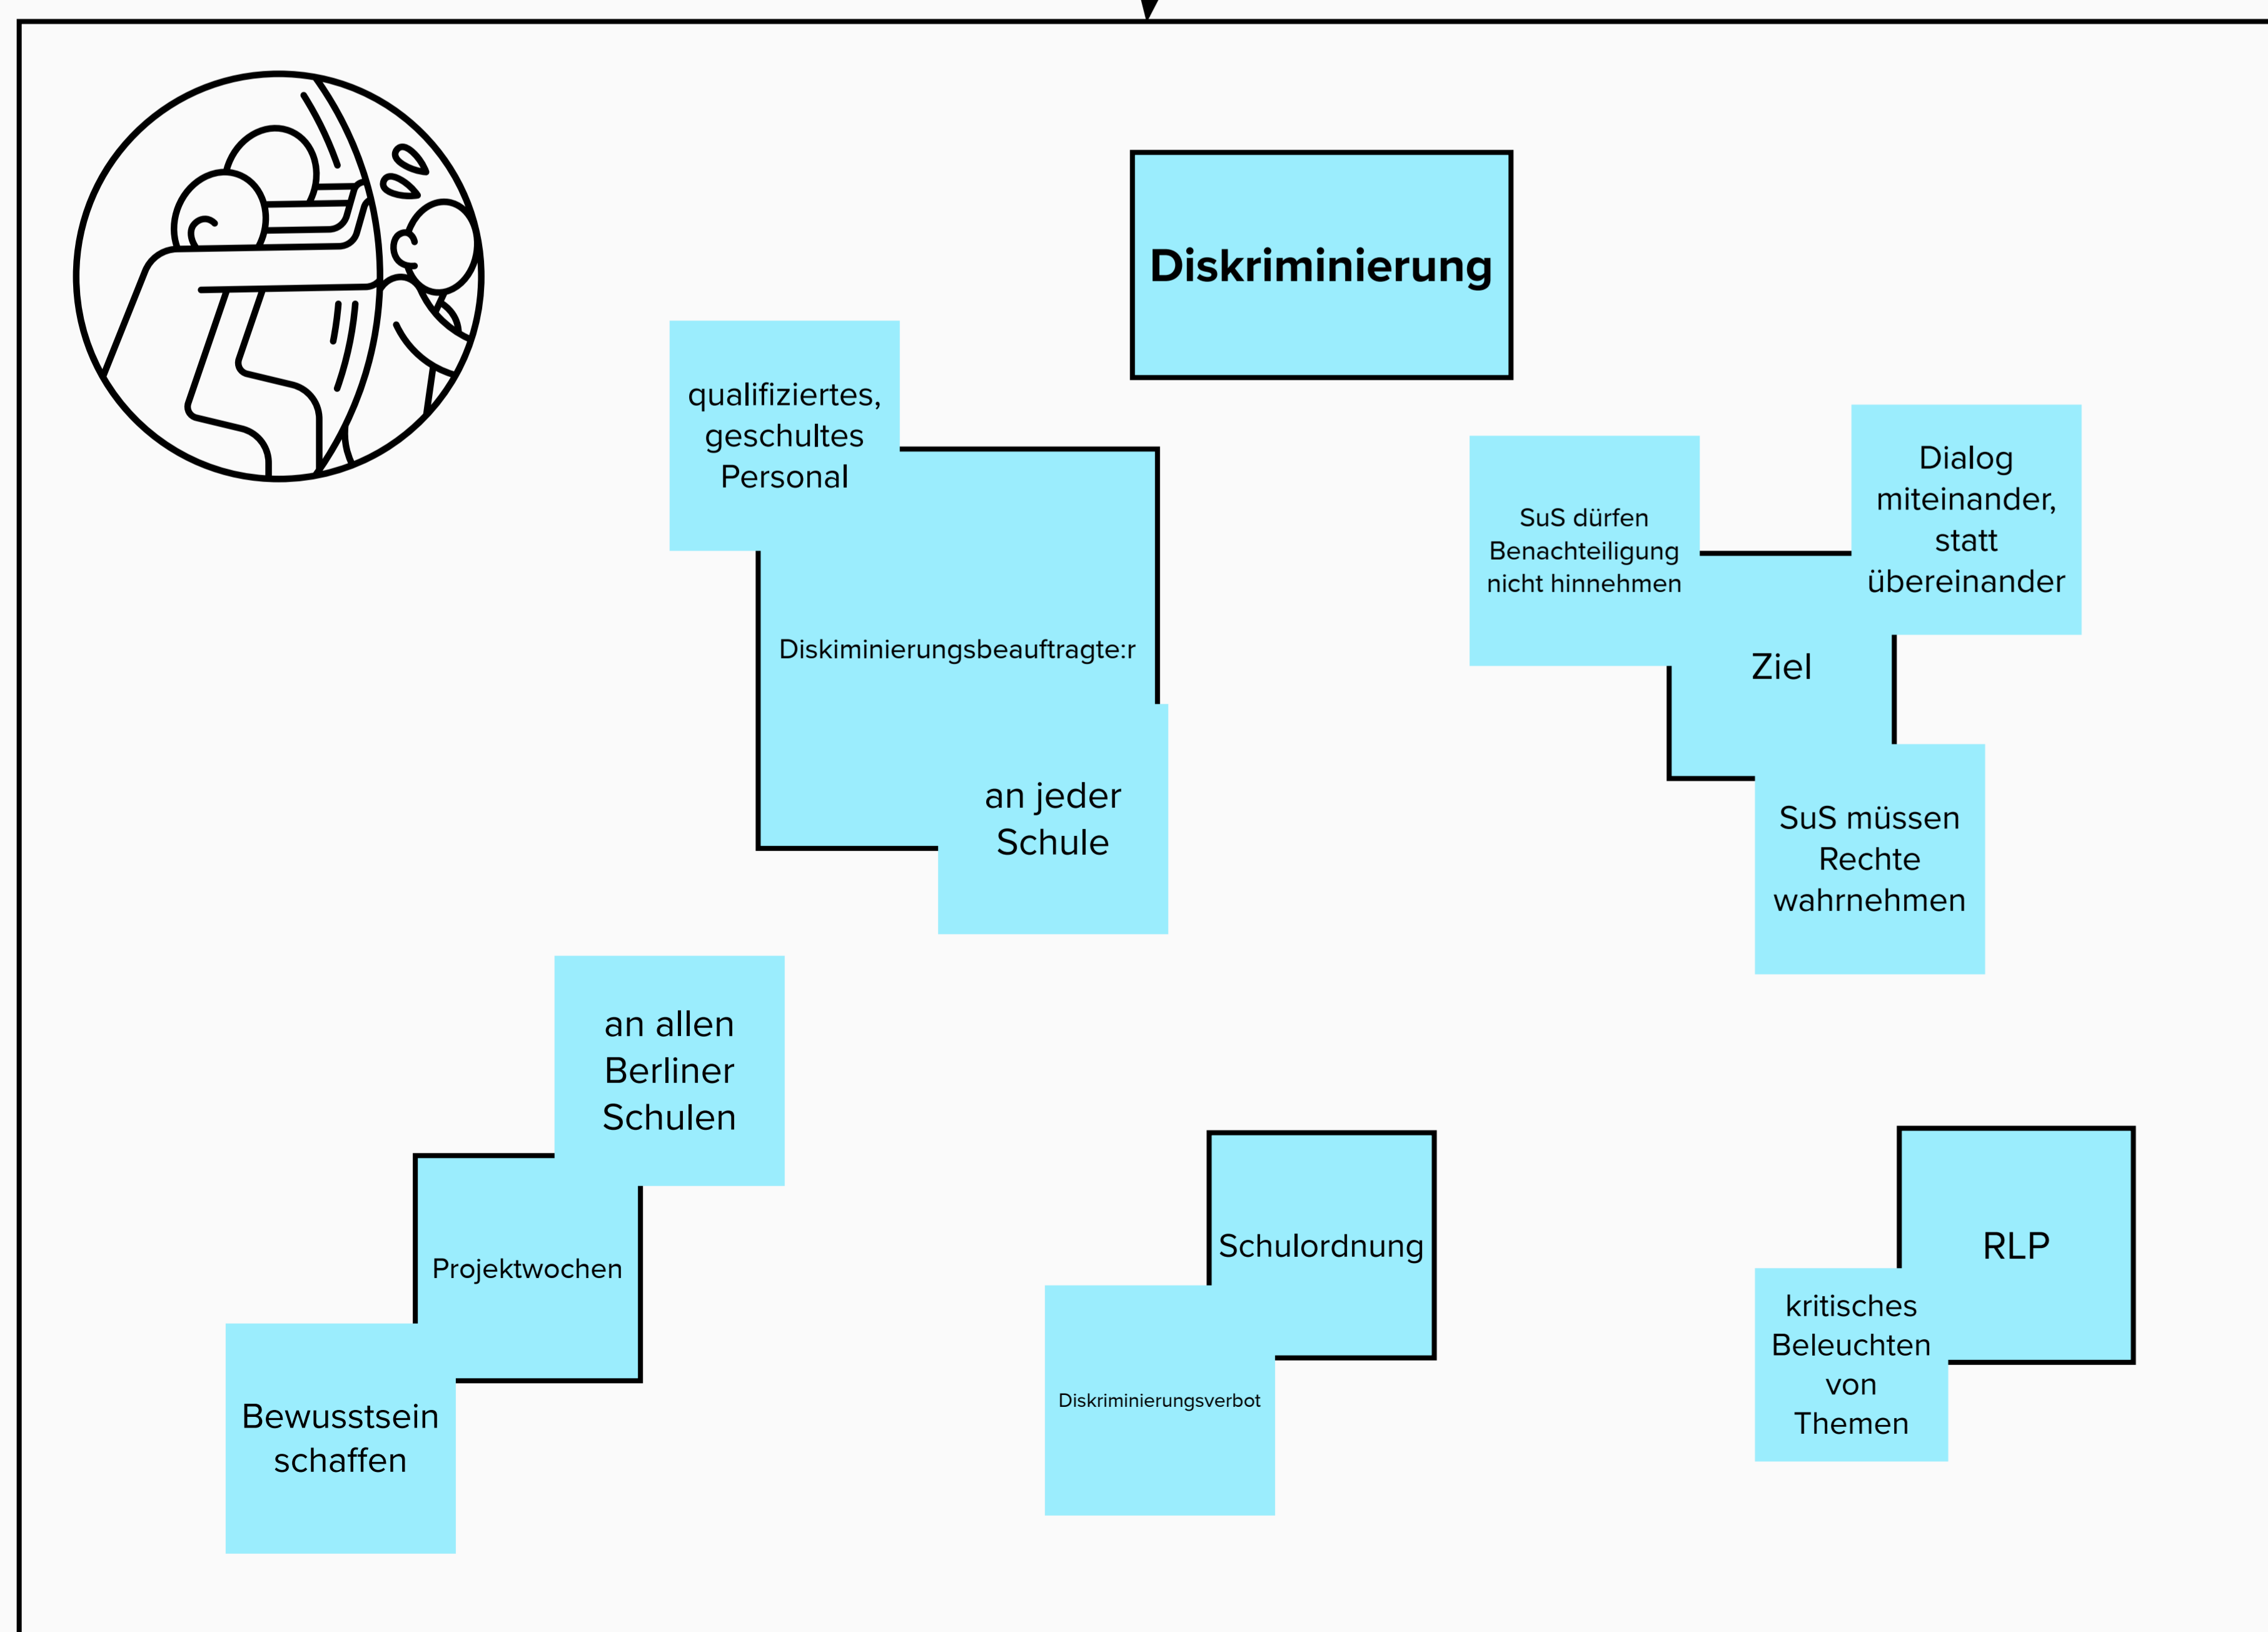 Diskriminierung
qualifiziertes,
geschultes
Personal
Diskiminierungsbeauftragte:r
an jeder
Schule
SuS dürfen
Benachteiligung
nicht hinnehmen
Dialog
miteinander,
statt
übereinander
Ziel
SuS müssen
Rechte
wahrnehmen
an allen
Berliner
Schulen
Projektwochen
Bewusstsein
schaffen
Schulordnung
Diskriminierungsverbot
RLP
kritisches
Beleuchten
von
Themen